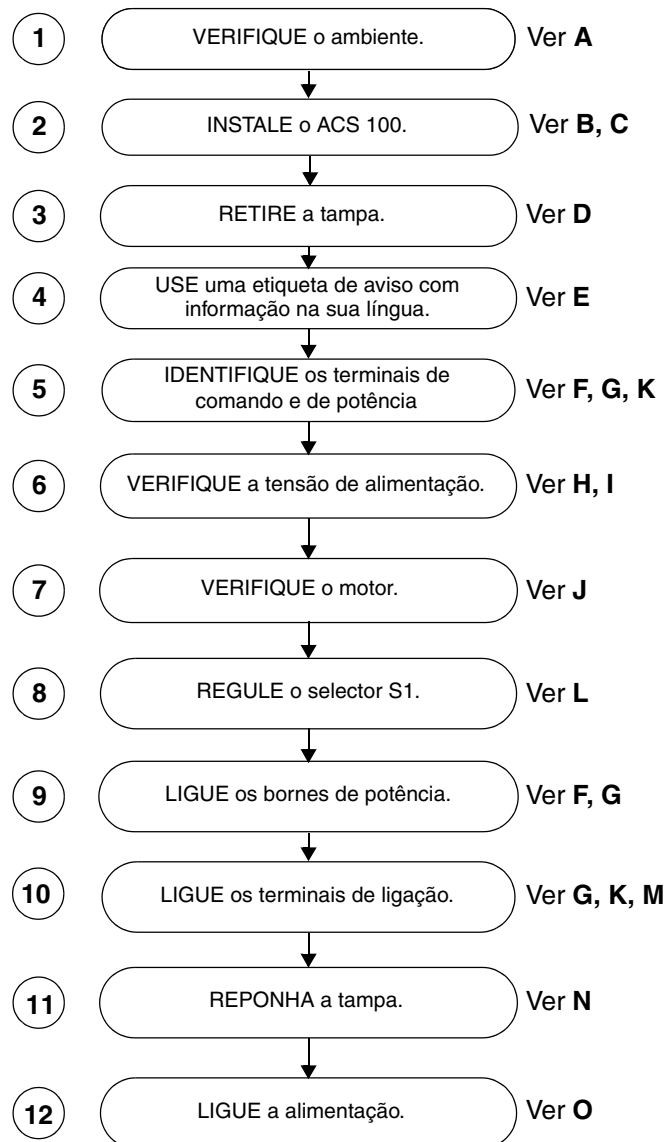 1 VERIFIQUE o ambiente. Ver A
2 INSTALE o ACS 100. Ver B, C
3 RETIRE a tampa. Ver D
4 USE uma etiqueta de aviso com
informação na sua língua. Ver E
5 IDENTIFIQUE os terminais de
comando e de potência Ver F, G, K
6 VERIFIQUE a tensão de alimentação. Ver H, I
7 VERIFIQUE o motor. Ver J
8 REGULE o selector S1. Ver L
9 LIGUE os bornes de potência. Ver F, G
10 LIGUE os terminais de ligação. Ver G, K, M
11 REPONHA a tampa. Ver N
12 LIGUE a alimentação. Ver O